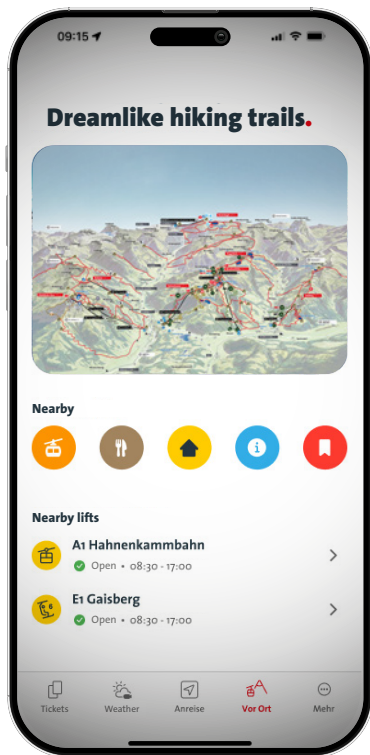 09:15
Dreamlike hiking trails.
Nearby
Nearby lifts
A1 Hahnenkammbahn
Open • 08:30 - 17:00
E1 Gaisberg
Open • 08:30 - 17:00
Tickets
Weather
Anreise
Vor Ort
Mehr